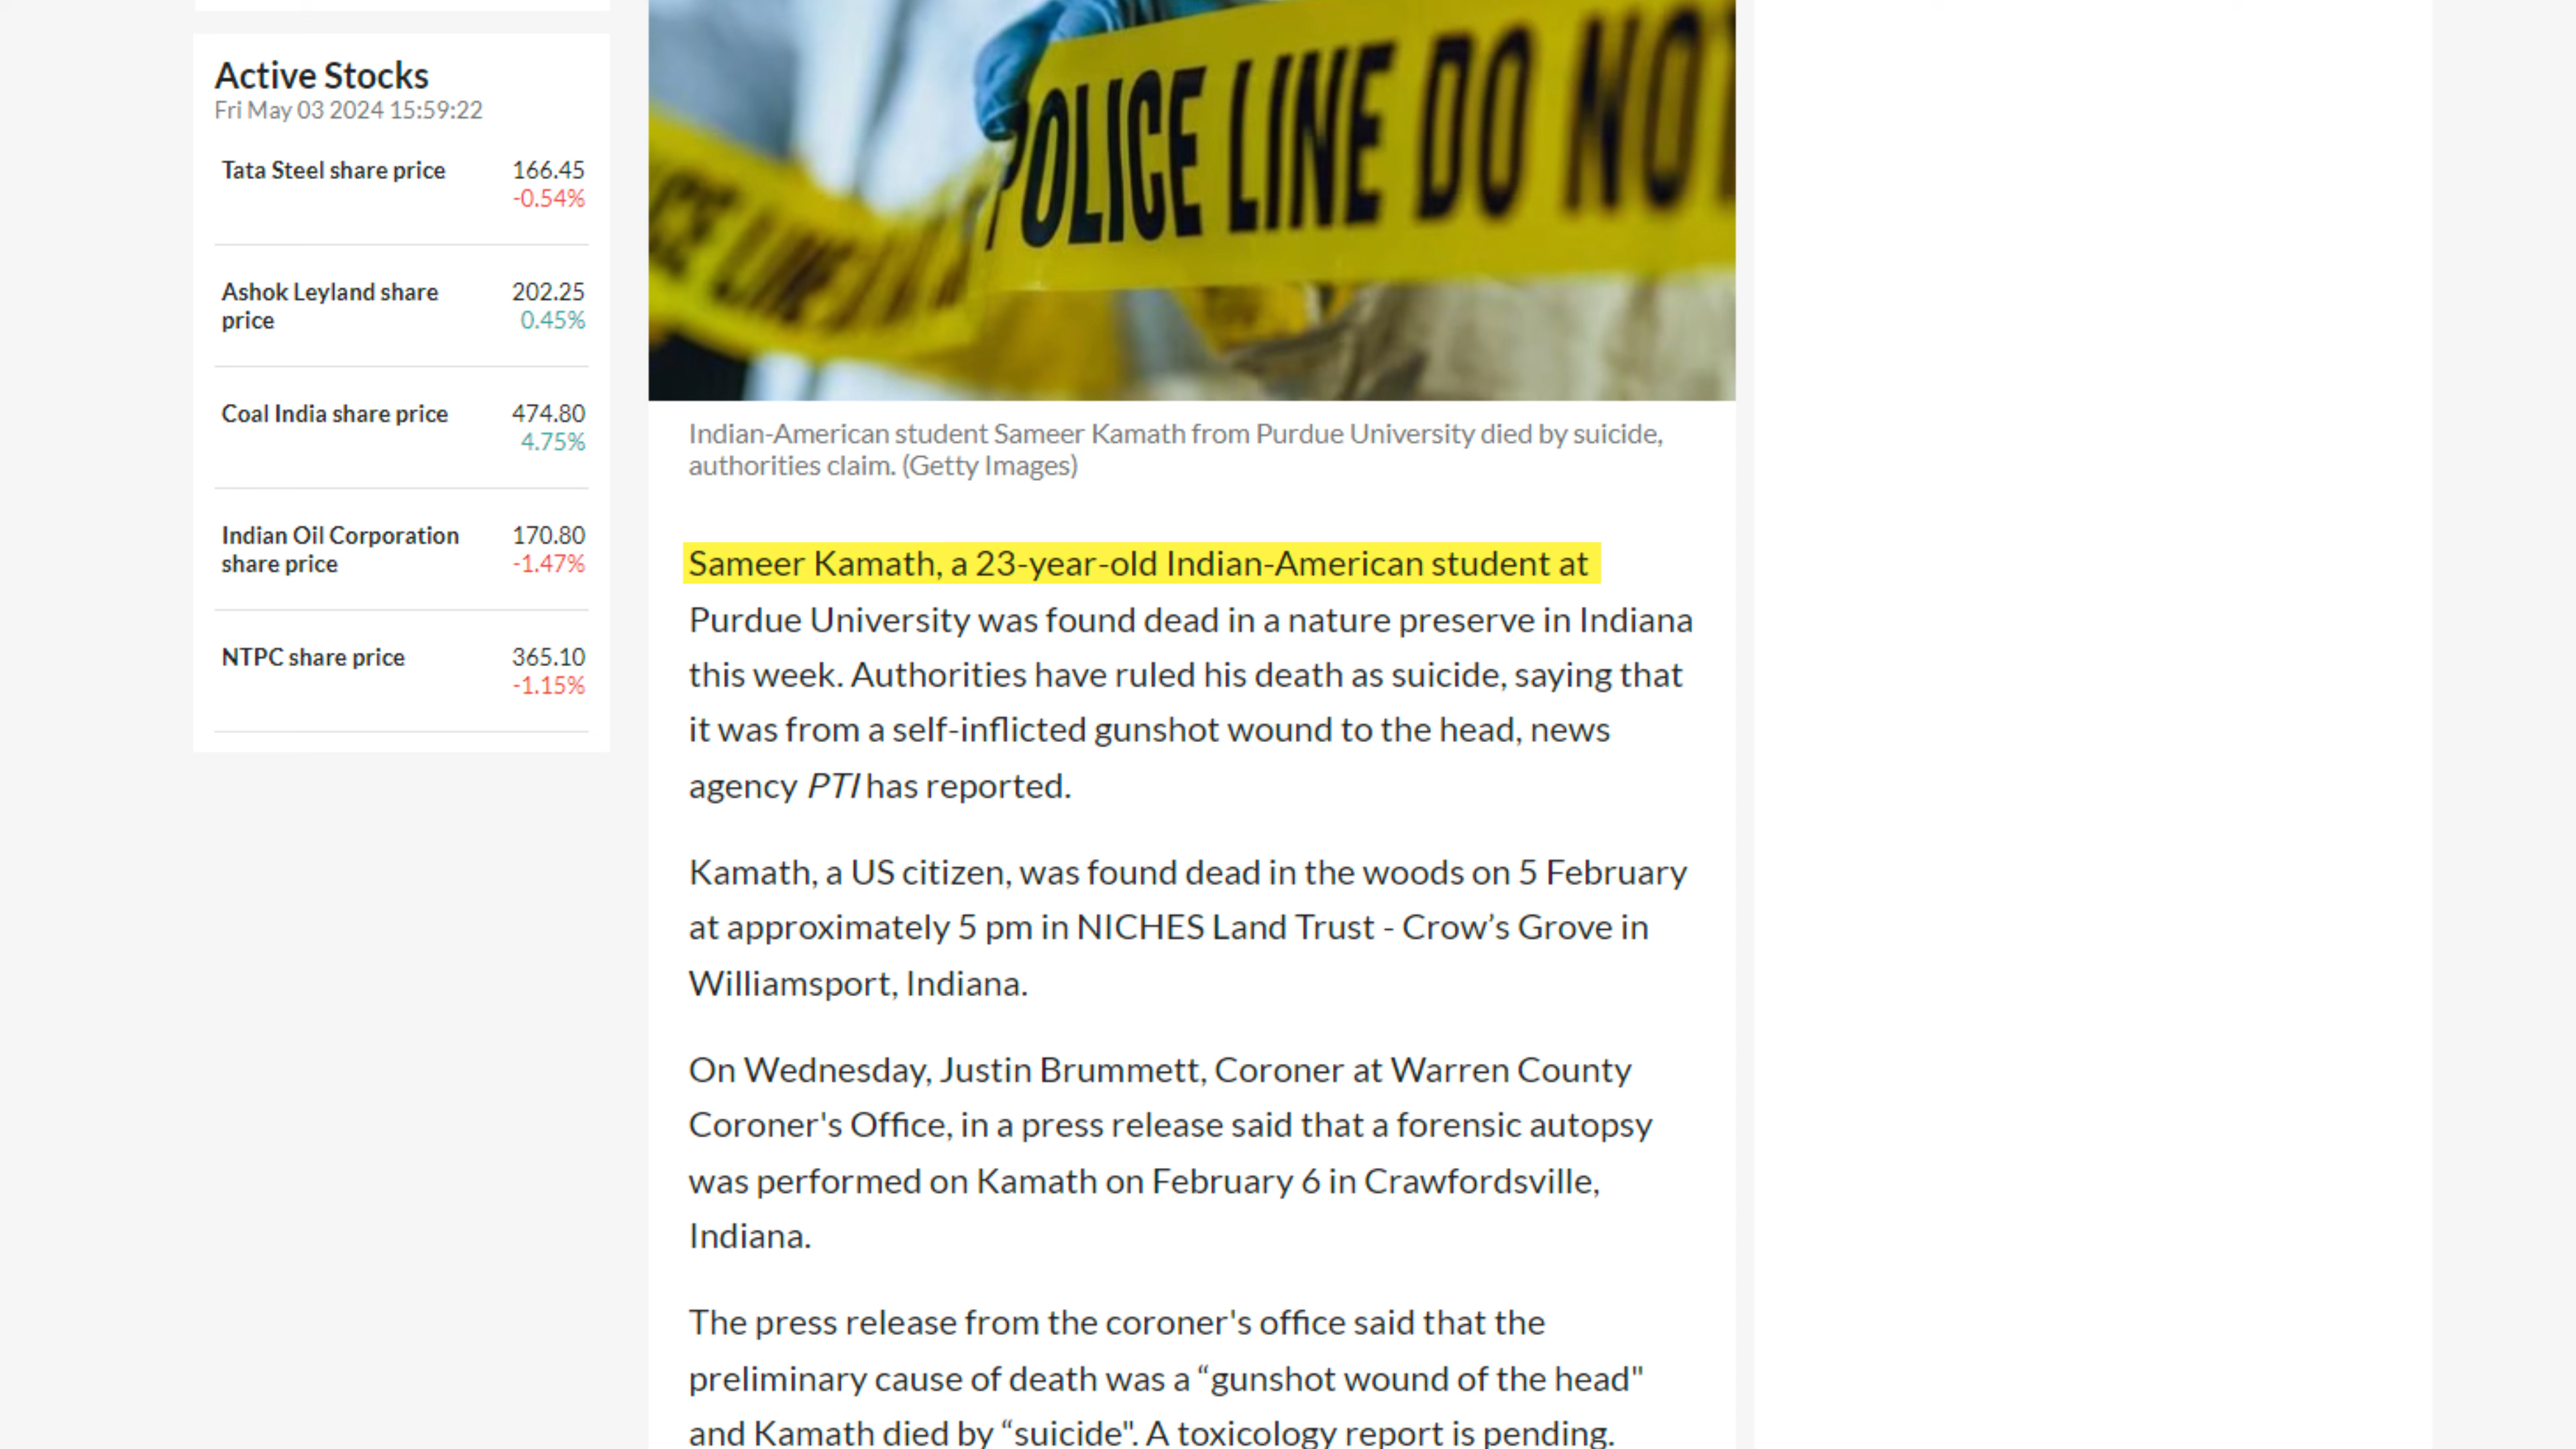 Active Stocks
Fri May 03 2024 15:59:22
Tata Steel share price 166.45
-0.54%
Ashok Leyland share 202.25
price 0.45%
Coal India share price 474.80
4.75%
Indian Oil Corporation 170.80
share price -1.47%
NTPC share price 365.10
-1.15%
POLICE LINE DO NOT
CE LINE
Indian-American student Sameer Kamath from Purdue University died by suicide,
authorities claim. (Getty Images)
Sameer Kamath, a 23-year-old Indian-American student at
Purdue University was found dead in a nature preserve in Indiana
this week. Authorities have ruled his death as suicide, saying that
it was from a self-inflicted gunshot wound to the head, news
agency PTI has reported.
Kamath, a US citizen, was found dead in the woods on 5 February
at approximately 5 pm in NICHES Land Trust - Crow’s Grove in
Williamsport, Indiana.
On Wednesday, Justin Brummett, Coroner at Warren County
Coroner's Office, in a press release said that a forensic autopsy
was performed on Kamath on February 6 in Crawfordsville,
Indiana.
The press release from the coroner's office said that the
preliminary cause of death was a “gunshot wound of the head"
and Kamath died by “suicide". A toxicology report is pending.